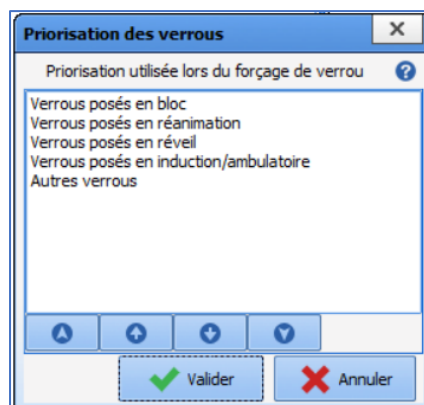 Priorisation des verrous
Priorisation utilisée lors du forçage de verrou
Verrous posés en bloc
Verrous posés en réanimation
Verrous posés en réveil
Verrous posés en induction/ambulatoire
Autres verrous
Valider
Annuler